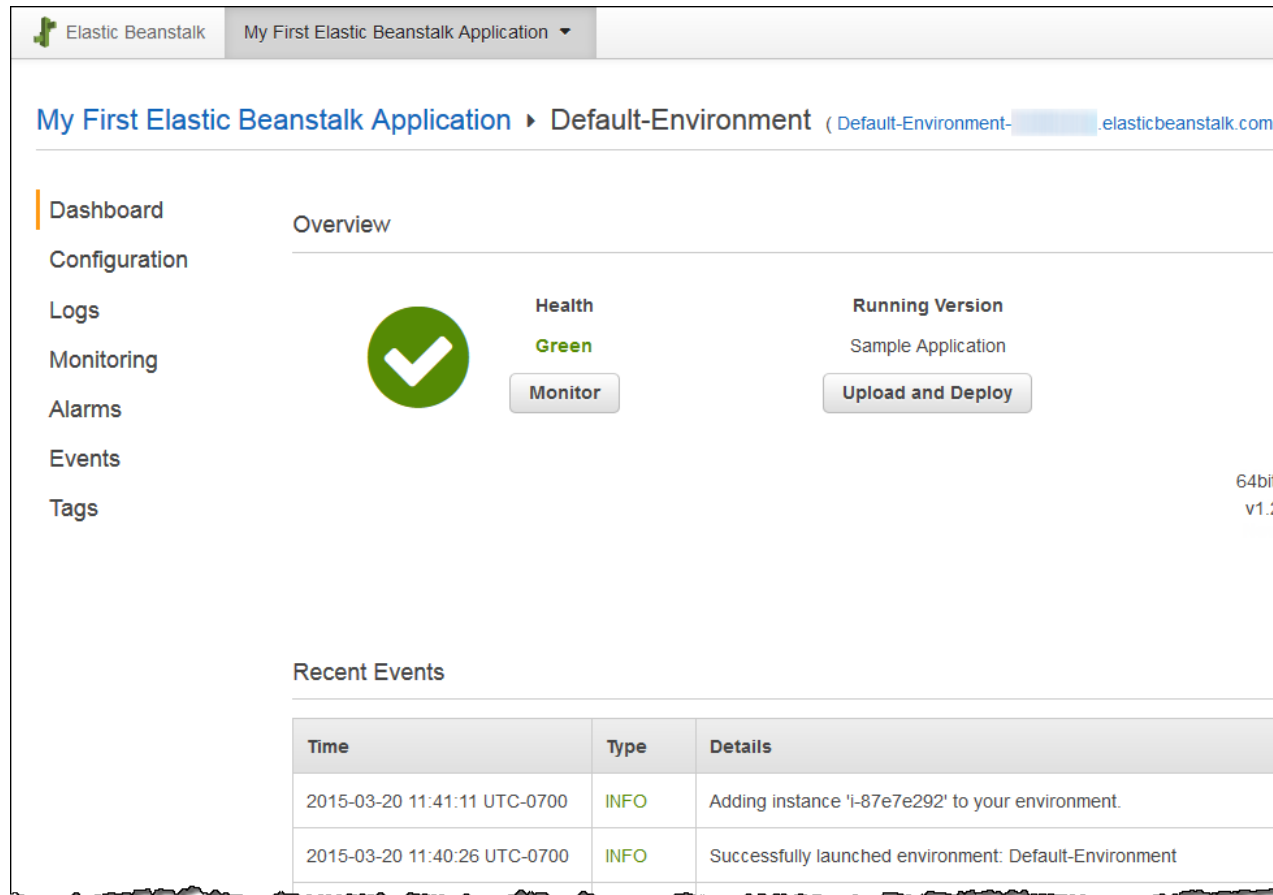 Elastic Beanstalk
My First Elastic Beanstalk Application
My First Elastic Beanstalk Application Default-Environment ( Default-Environment- .elasticbeanstalk.com
Dashboard
Configuration
Logs
Monitoring
Alarms
Events
Tags
Overview
Health
Green
Monitor
Running Version
Sample Application
Upload and Deploy
64bit
v1.2
Recent Events
Time Type Details
2015-03-20 11:41:11 UTC-0700 INFO Adding instance 'i-87e7e292' to your environment.
2015-03-20 11:40:26 UTC-0700 INFO Successfully launched environment: Default-Environment